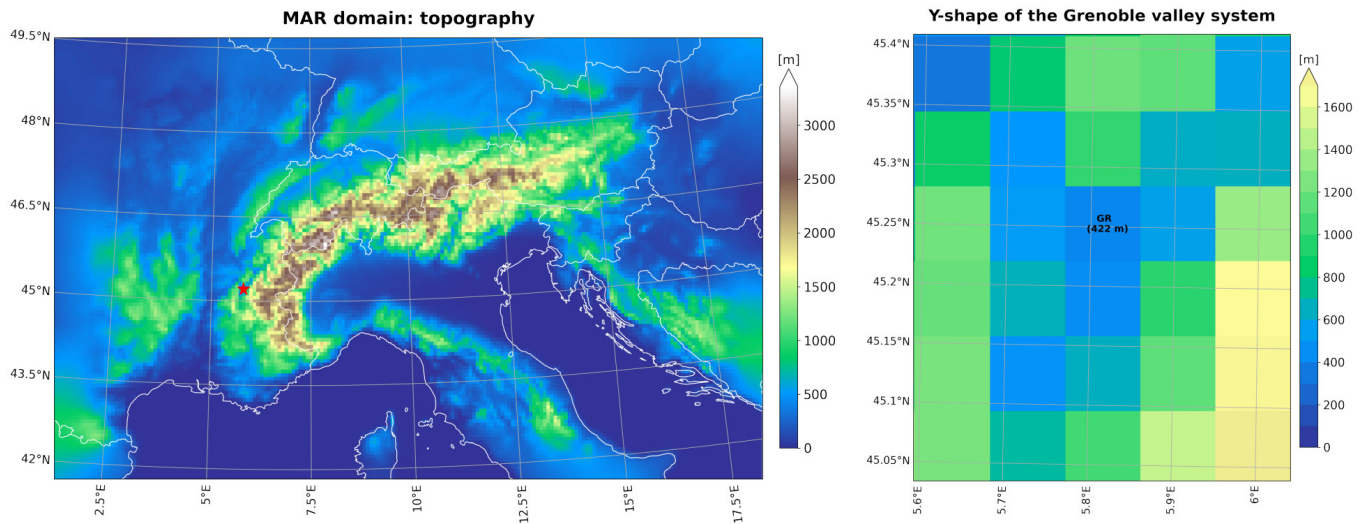 MAR domain: topography
49.5°N
48°N
46.5°N
45°N
43.5°N
42°N
2.5°E
5°E
7.5°E
10°E
12.5°E
15°E
17.5°E
[m]
3000
2500
2000
1500
1000
500
0
Y-shape of the Grenoble valley system
45.4°N
45.35°N
45.3°N
45.25°N
45.2°N
45.15°N
45.1°N
45.05°N
GR
(422 m)
5.6°E
5.7°E
5.8°E
5.9°E
6°E
[m]
1600
1400
1200
1000
800
600
400
200
0